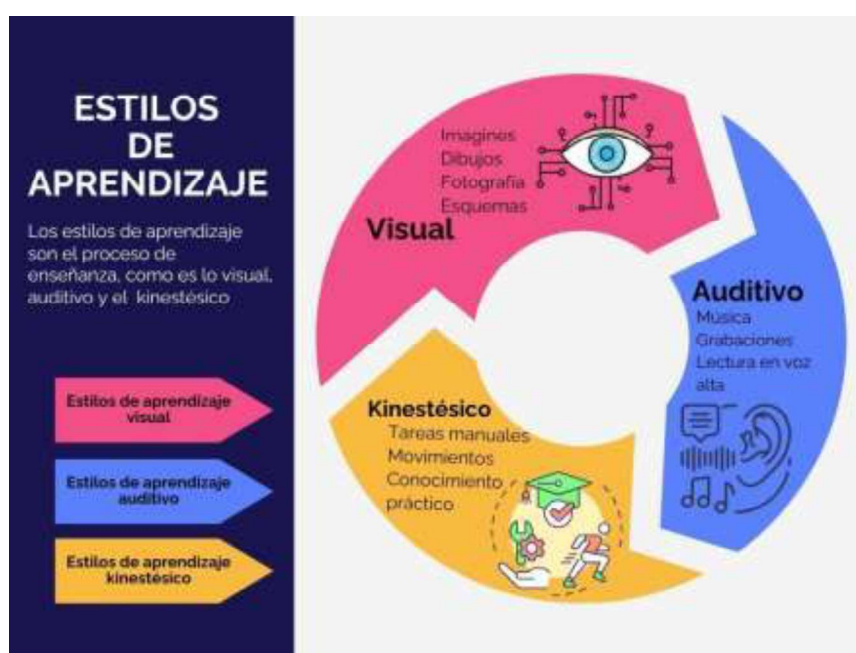 ESTILOS
DE
APRENDIZAJE
Los estilos de aprendizaje
son el proceso de
enseñanza, como es lo visual,
auditivo y el kinestésico
Estilos de aprendizaje
visual
Estilos de aprendizaje
auditivo
Estilos de aprendizaje
kinestésico
Imagines
Dibujos
Fotografía
Esquemas
Visual
Auditivo
Música
Grabaciones
Lectura en voz
alta
Kinestésico
Tareas manuales
Movimientos
Conocimiento
práctico